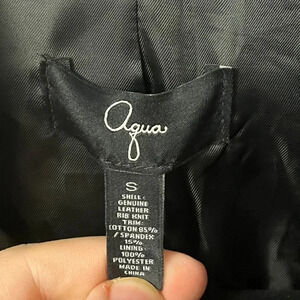 aqua
S
SHELL:
GENUINE
LEATHER
RIB KNIT
TRIM:
COTTON 85%
/ SPANDEX
15%
LINING:
100%
POLYESTER
MADE IN
CHINA